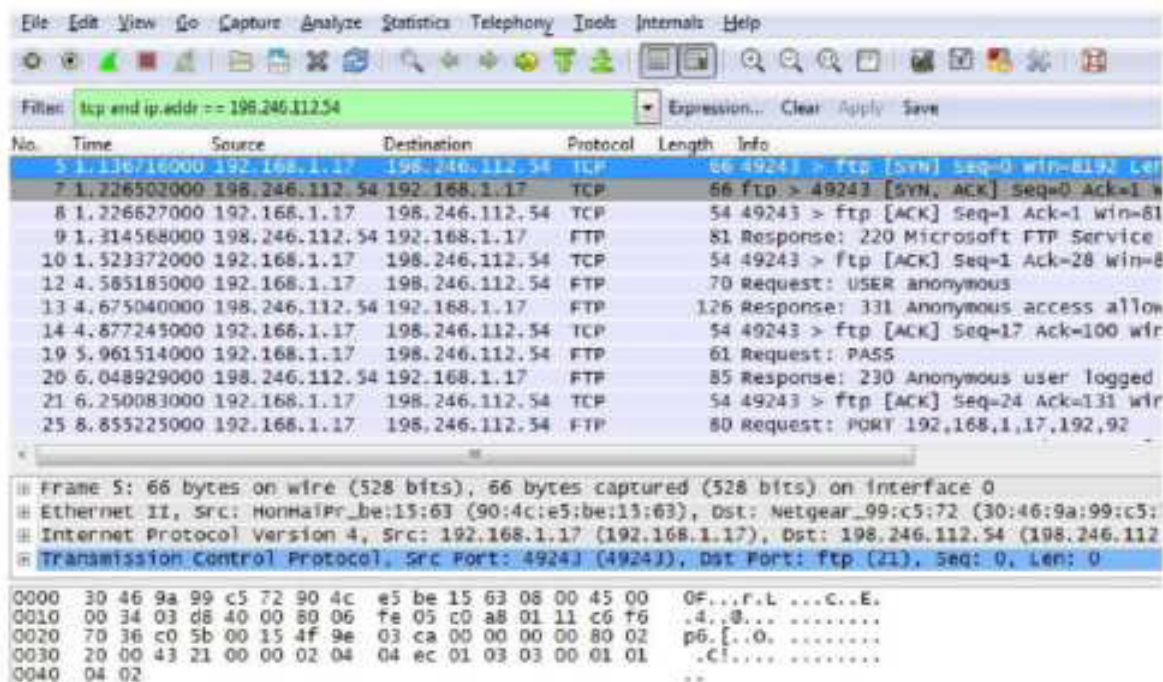 File Edit View Go Capture Analyze Statistics Telephony Tools Internals Help
Filter: tcp and ip.addr == 198.246.112.54 Expression... Clear Apply Save
No. Time Source Destination Protocol Length Info
5 1.136716000 192.168.1.17 198.246.112.54 TCP 66 49243 > ftp [SYN] Seq=0 Win=8192 Len
7 1.226502000 198.246.112.54 192.168.1.17 TCP 66 ftp > 49243 [SYN, ACK] Seq=0 Ack=1 W
8 1.226627000 192.168.1.17 198.246.112.54 TCP 54 49243 > ftp [ACK] Seq=1 Ack=1 Win=81
9 1.314568000 198.246.112.54 192.168.1.17 FTP 81 Response: 220 Microsoft FTP Service
10 1.523372000 192.168.1.17 198.246.112.54 TCP 54 49243 > ftp [ACK] Seq=1 Ack=28 Win=8
12 4.585185000 192.168.1.17 198.246.112.54 FTP 70 Request: USER anonymous
13 4.675040000 198.246.112.54 192.168.1.17 FTP 126 Response: 331 Anonymous access allow
14 4.877245000 192.168.1.17 198.246.112.54 TCP 54 49243 > ftp [ACK] Seq=17 Ack=100 Win
19 5.961514000 192.168.1.17 198.246.112.54 FTP 61 Request: PASS
20 6.048929000 198.246.112.54 192.168.1.17 FTP 85 Response: 230 Anonymous user logged
21 6.250083000 192.168.1.17 198.246.112.54 TCP 54 49243 > ftp [ACK] Seq=24 Ack=131 Win
25 8.855225000 192.168.1.17 198.246.112.54 FTP 80 Request: PORT 192,168,1,17,192,92
Frame 5: 66 bytes on wire (528 bits), 66 bytes captured (528 bits) on interface 0
Ethernet II, Src: HonHaiPr_be:15:63 (90:4c:e5:be:15:63), Dst: Netgear_99:c5:72 (30:46:9a:99:c5:
Internet Protocol Version 4, Src: 192.168.1.17 (192.168.1.17), Dst: 198.246.112.54 (198.246.112
Transmission Control Protocol, Src Port: 49243 (49243), Dst Port: ftp (21), Seq: 0, Len: 0
0000 30 46 9a 99 c5 72 90 4c e5 be 15 63 08 00 45 00 0F...r.L ...c..E.
0010 00 34 03 d8 40 00 80 06 fe 05 c0 a8 01 11 c6 f6 .4..@... ........
0020 70 36 c0 5b 00 15 4f 9e 03 ca 00 00 00 00 80 02 p6.[..O. ........
0030 20 00 43 21 00 00 02 04 04 ec 01 03 03 00 01 01 .C!.... ........
0040 04 02 ..